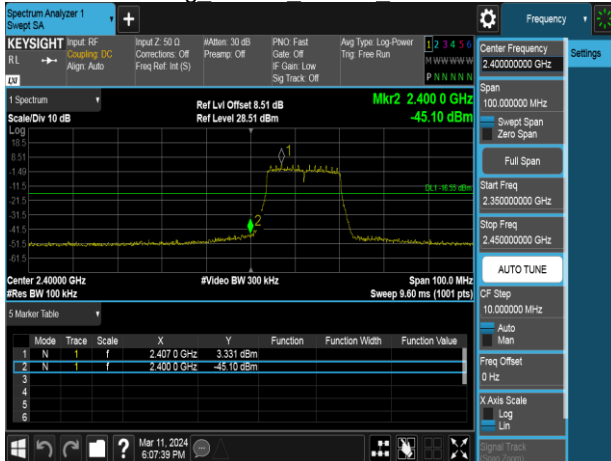 Spectrum Analyzer 1
Swept SA
Frequency
KEYSIGHT
RL
Input: RF
Coupling: DC
Align: Auto
Input Z: 50 Ω
Corrections: Off
Freq Ref: Int (S)
#Atten: 30 dB
Preamp: Off
PNO: Fast
Gate: Off
IF Gain: Low
Sig Track: Off
Avg Type: Log-Power
Trig: Free Run
1 2 3 4 5 6
M W W W W W
P N N N N N
LXI
Center Frequency
2.400000000 GHz
Settings
Span
100.000000 MHz
Swept Span
Zero Span
Full Span
Start Freq
2.350000000 GHz
Stop Freq
2.450000000 GHz
AUTO TUNE
CF Step
10.000000 MHz
Auto
Man
Freq Offset
0 Hz
X Axis Scale
Log
Lin
Signal Track
(Span Zoom)
1 Spectrum
Scale/Div 10 dB
Ref Lvl Offset 8.51 dB
Ref Level 28.51 dBm
Mkr2 2.400 0 GHz
-45.10 dBm
Log
18.5
8.51
-1.49
-11.5
-21.5
-31.5
-41.5
-51.5
-61.5
1
2
Center 2.40000 GHz
#Res BW 100 kHz
#Video BW 300 kHz
Span 100.0 MHz
Sweep 9.60 ms (1001 pts)
5 Marker Table
Mode Trace Scale X Y Function Function Width Function Value
1 N 1 f 2.407 0 GHz 3.331 dBm
2 N 1 f 2.400 0 GHz -45.10 dBm
3
4
5
6
?
Mar 11, 2024
6:07:39 PM